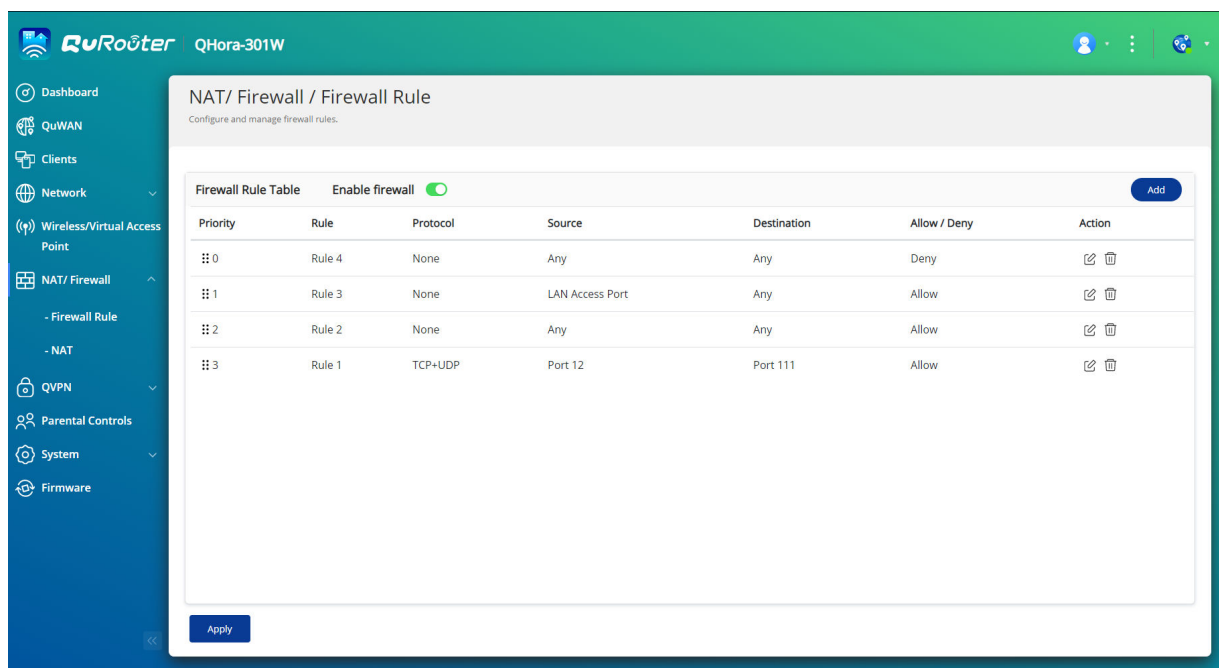 QuRoûter QHora-301W
Dashboard
QuWAN
Clients
Network
Wireless/Virtual Access
Point
NAT/ Firewall
- Firewall Rule
- NAT
QVPN
Parental Controls
System
Firmware
NAT/ Firewall / Firewall Rule
Configure and manage firewall rules.
Firewall Rule Table Enable firewall Add
Priority Rule Protocol Source Destination Allow / Deny Action
0 Rule 4 None Any Any Deny
1 Rule 3 None LAN Access Port Any Allow
2 Rule 2 None Any Any Allow
3 Rule 1 TCP+UDP Port 12 Port 111 Allow
Apply